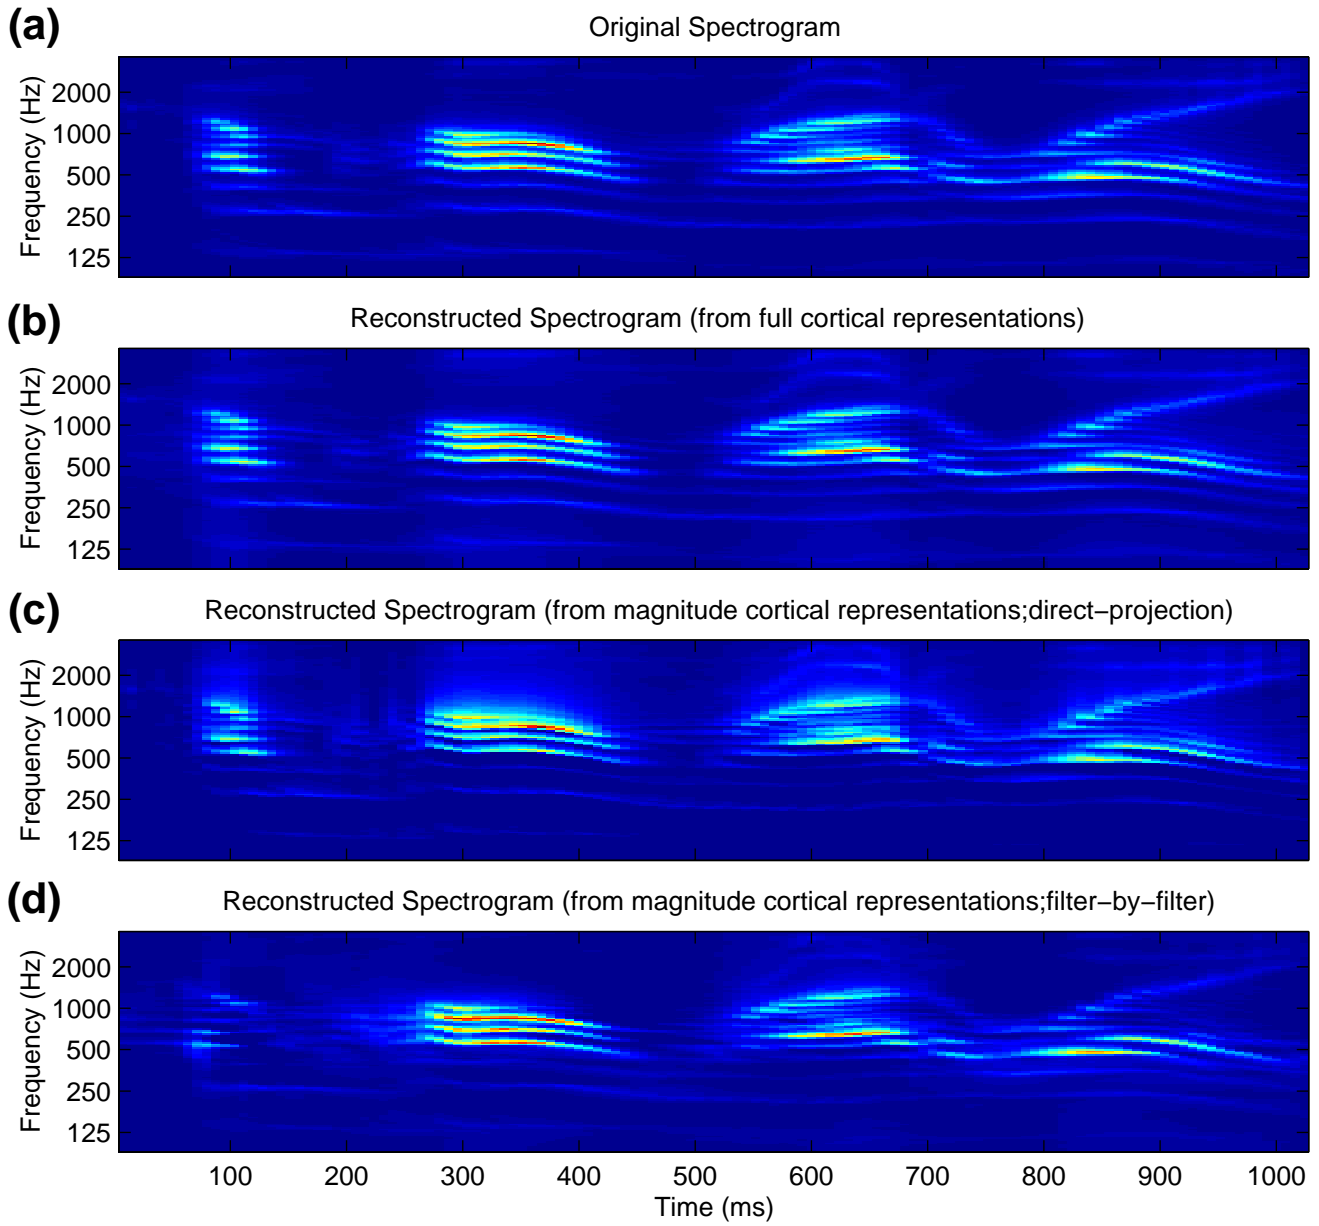 (a)
Original Spectrogram
Frequency (Hz)
2000
1000
500
250
125
(b)
Reconstructed Spectrogram (from full cortical representations)
Frequency (Hz)
2000
1000
500
250
125
(c)
Reconstructed Spectrogram (from magnitude cortical representations;direct−projection)
Frequency (Hz)
2000
1000
500
250
125
(d)
Reconstructed Spectrogram (from magnitude cortical representations;filter−by−filter)
Frequency (Hz)
2000
1000
500
250
125
100 200 300 400 500 600 700 800 900 1000
Time (ms)